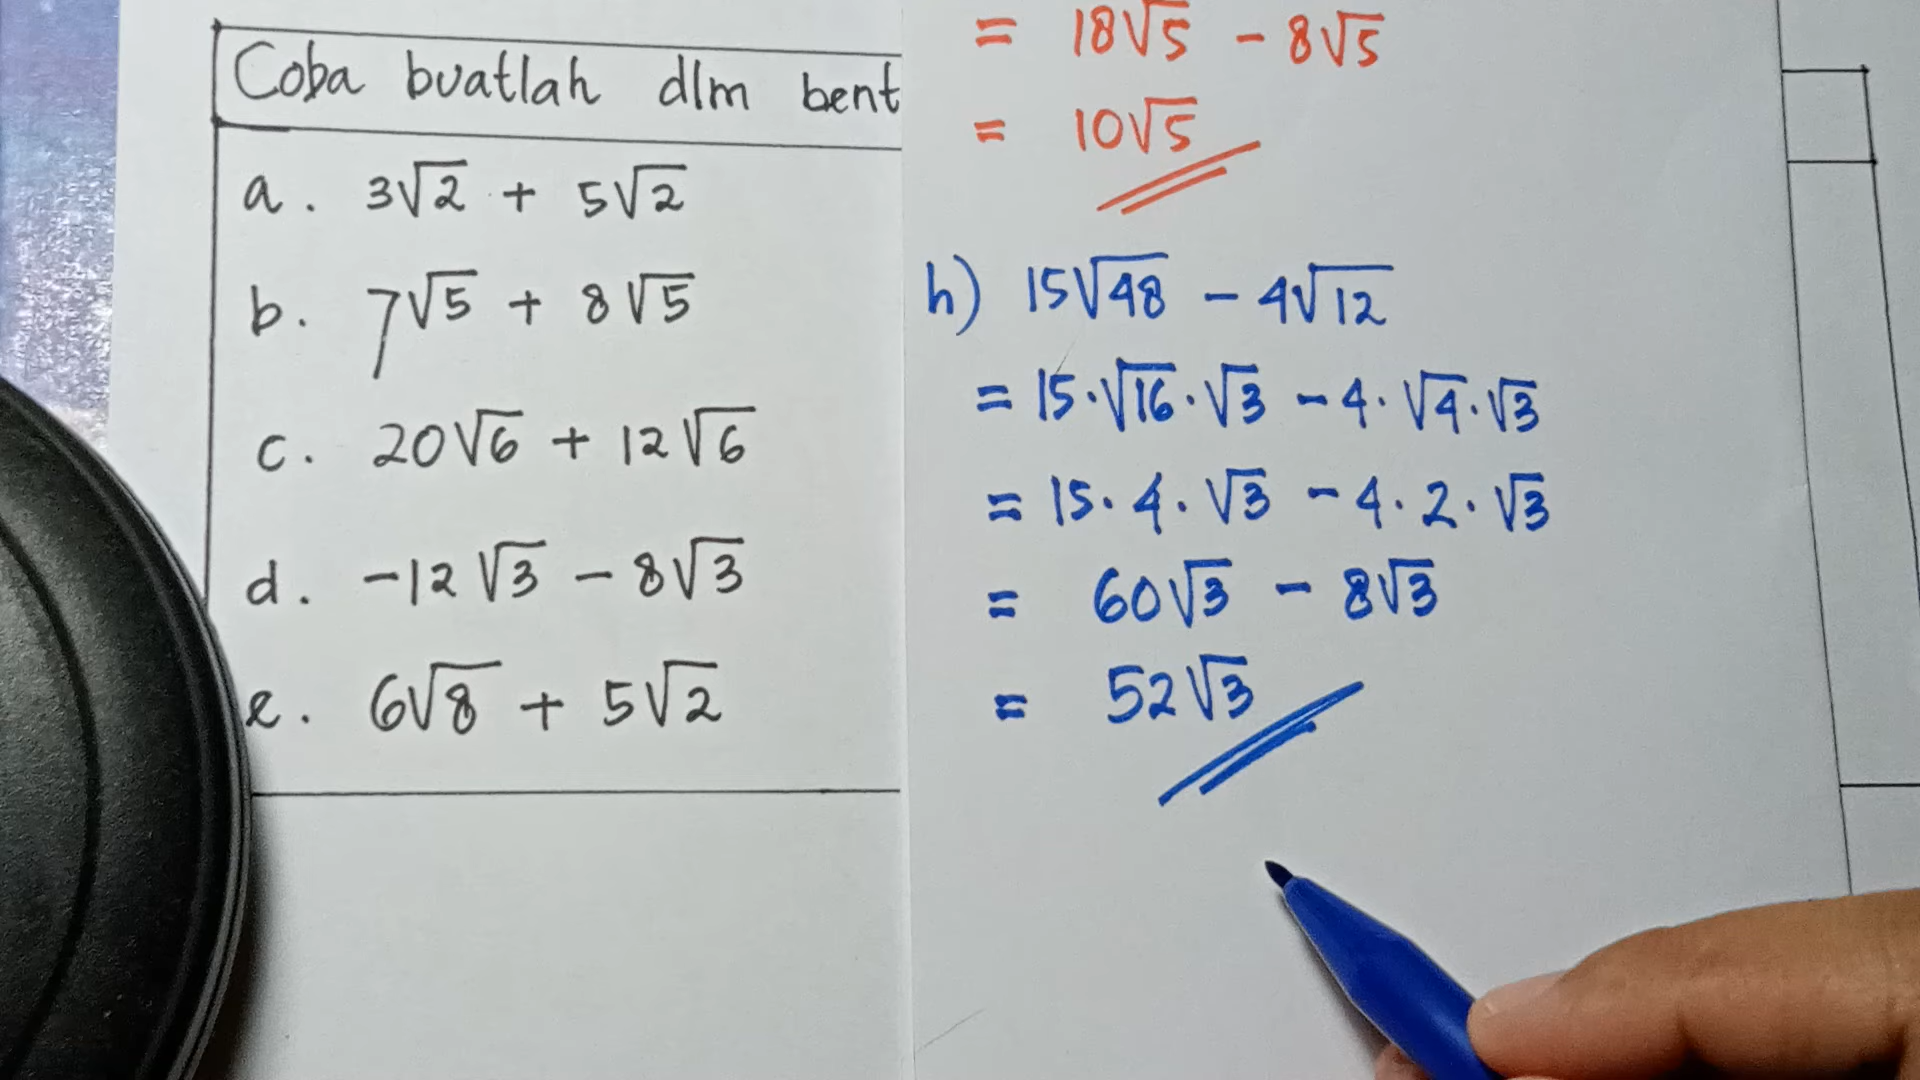 Coba buatlah dlm bent
a. 3√2 + 5√2
b. 7√5 + 8√5
c. 20√6 + 12√6
d. -12√3 - 8√3
e. 6√8 + 5√2
= 18√5 - 8√5
= 10√5
h) 15√48 - 4√12
= 15·√16·√3 - 4·√4·√3
= 15·4·√3 - 4·2·√3
= 60√3 - 8√3
= 52√3